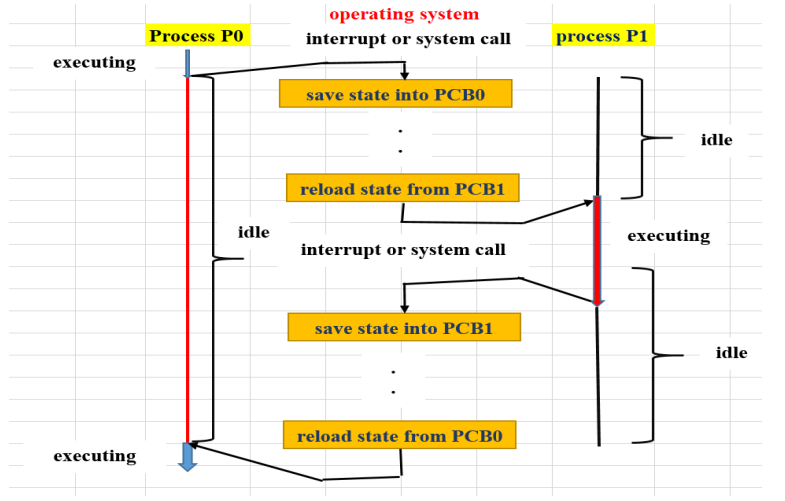 operating system
Process P0
interrupt or system call
process P1
executing
save state into PCB0
.
.
idle
reload state from PCB1
idle
executing
interrupt or system call
save state into PCB1
idle
.
.
reload state from PCB0
executing